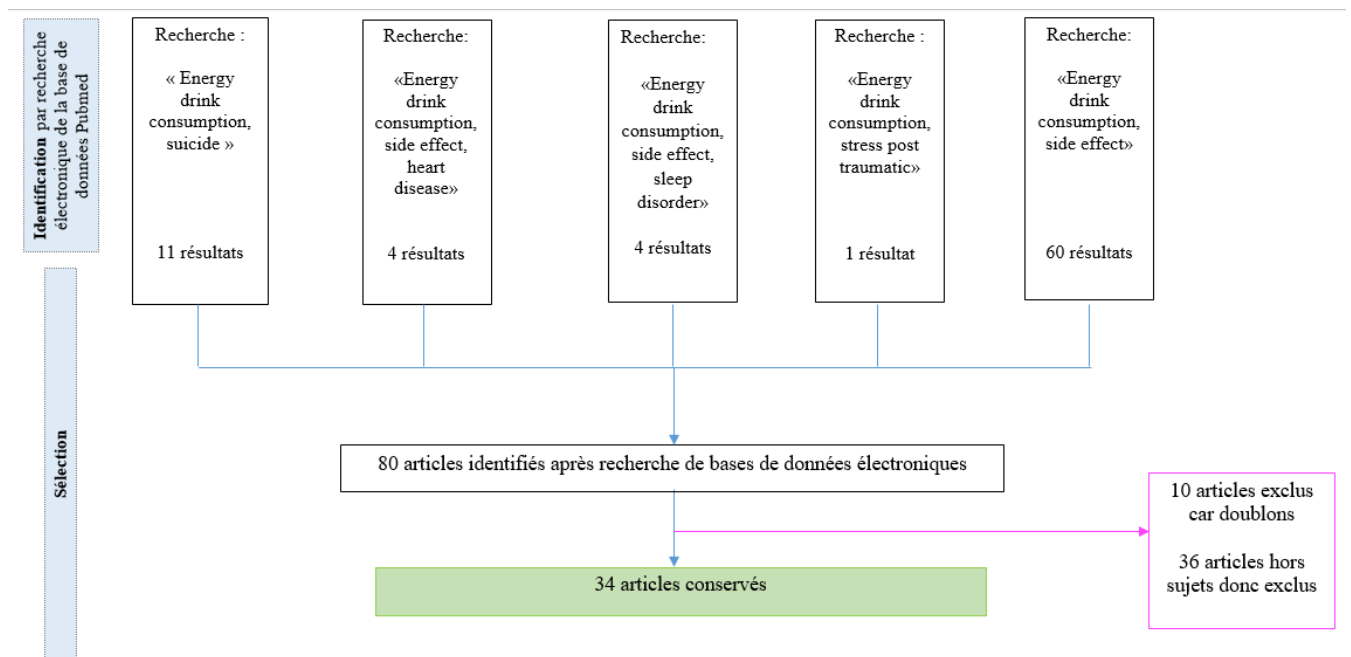 Identification par recherche
électronique de la base de
données Pubmed
Recherche :
« Energy
drink
consumption,
suicide »
11 résultats
Recherche:
«Energy
drink
consumption,
side effect,
heart
disease»
4 résultats
Recherche:
«Energy
drink
consumption,
side effect,
sleep
disorder»
4 résultats
Recherche :
«Energy
drink
consumption,
stress post
traumatic»
1 résultat
Recherche:
«Energy
drink
consumption,
side effect»
60 résultats
Sélection
80 articles identifiés après recherche de bases de données électroniques
10 articles exclus
car doublons
36 articles hors
sujets donc exclus
34 articles conservés